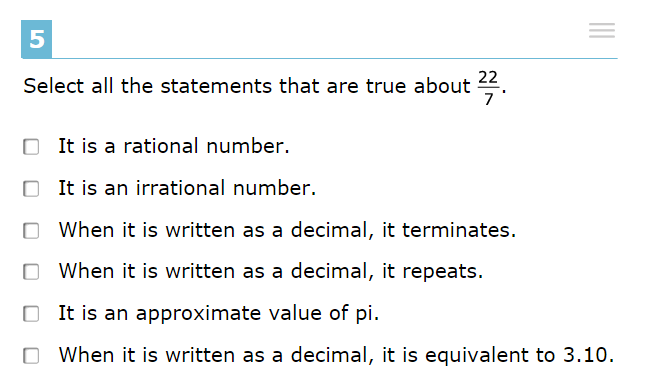 5
Select all the statements that are true about 22/7.
It is a rational number.
It is an irrational number.
When it is written as a decimal, it terminates.
When it is written as a decimal, it repeats.
It is an approximate value of pi.
When it is written as a decimal, it is equivalent to 3.10.